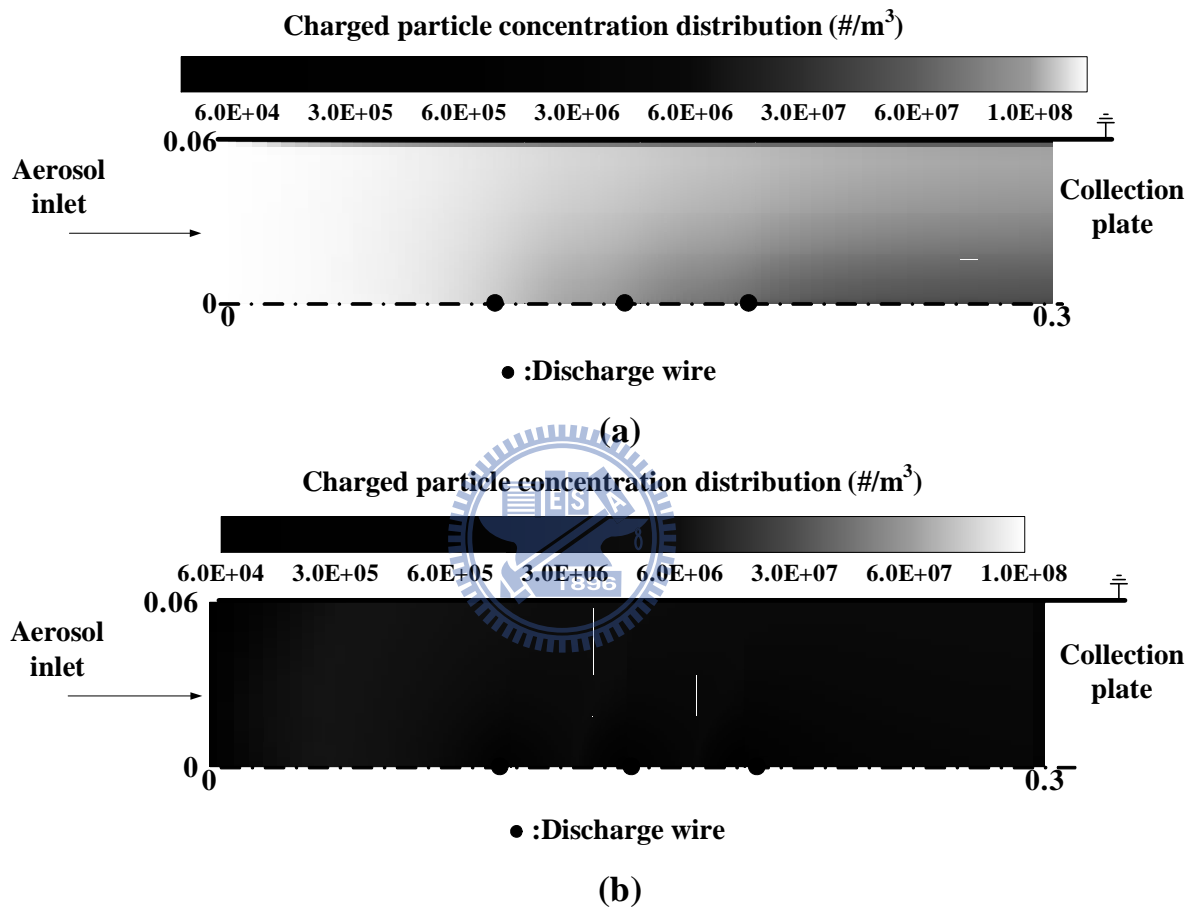 Charged particle concentration distribution (#/m³)
6.0E+04 3.0E+05 6.0E+05 3.0E+06 6.0E+06 3.0E+07 6.0E+07 1.0E+08
0.06
Aerosol
inlet
Collection
plate
0
0 0.3
● :Discharge wire
(a)
Charged particle concentration distribution (#/m³)
ESA
6.0E+04 3.0E+05 6.0E+05 3.0E+06 6.0E+06 3.0E+07 6.0E+07 1.0E+08
1896
0.06
Aerosol
inlet
Collection
plate
0
0 0.3
● :Discharge wire
(b)